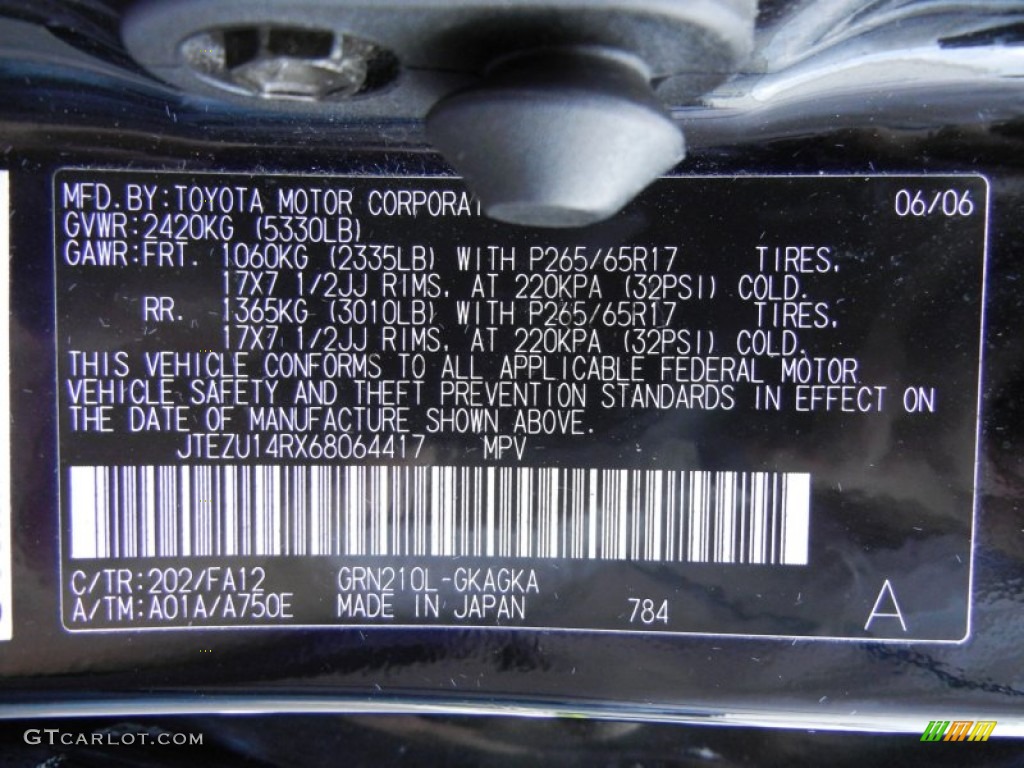 MFD.BY:TOYOTA MOTOR CORPORAT 06/06
GVWR:2420KG (5330LB)
GAWR:FRT. 1060KG (2335LB) WITH P265/65R17 TIRES,
17X7 1/2JJ RIMS, AT 220KPA (32PSI) COLD.
RR. 1365KG (3010LB) WITH P265/65R17 TIRES,
17X7 1/2JJ RIMS, AT 220KPA (32PSI) COLD.
THIS VEHICLE CONFORMS TO ALL APPLICABLE FEDERAL MOTOR
VEHICLE SAFETY AND THEFT PREVENTION STANDARDS IN EFFECT ON
THE DATE OF MANUFACTURE SHOWN ABOVE.
JTEZU14RX68064417 MPV
C/TR:202/FA12 GRN210L-GKAGKA
A/TM:A01A/A750E MADE IN JAPAN 784 A
GTCARLOT.COM